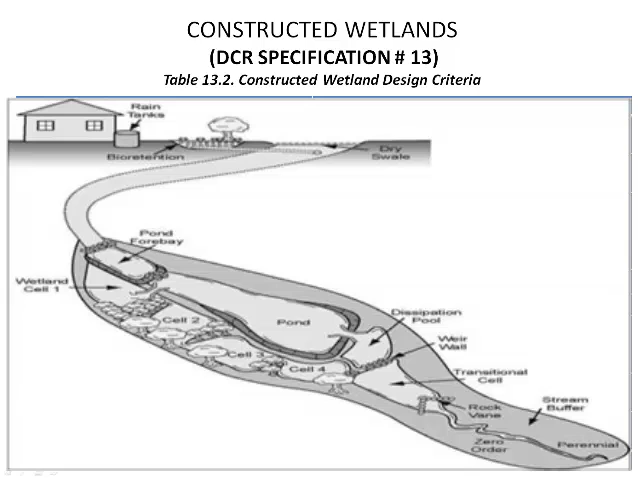 CONSTRUCTED WETLANDS
(DCR SPECIFICATION # 13)
Table 13.2. Constructed Wetland Design Criteria
Rain
Tanks
Bioretention
Dry
Swale
Pond
Forebay
Wetland
Cell 1
Cell 2
Pond
Dissipation
Pool
Weir
Wall
Cell 3
Cell 4
Transitional
Cell
Rock
Vane
Stream
Buffer
Zero
Order
Perennial